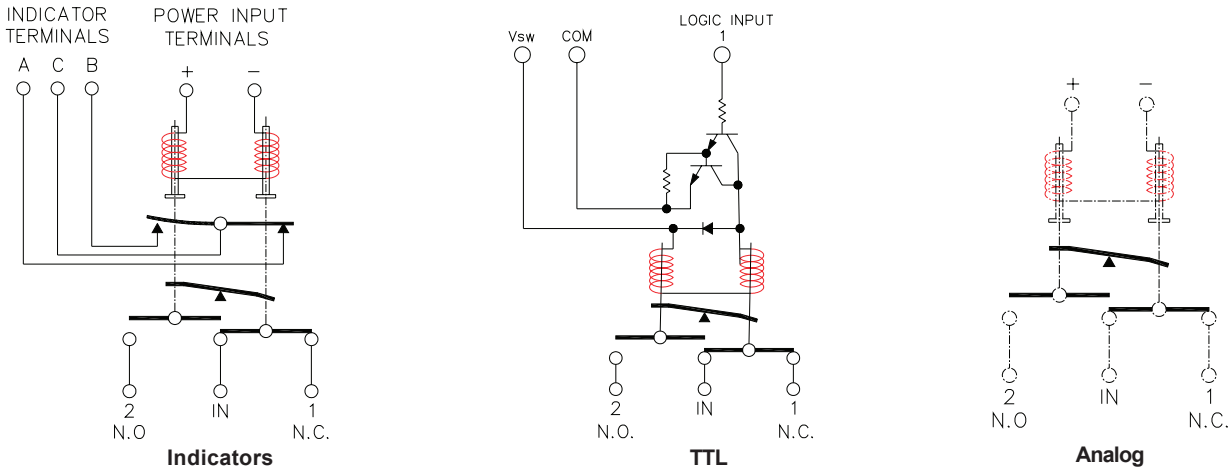 INDICATOR
TERMINALS
A C B
POWER INPUT
TERMINALS
+ −
2
N.O
IN
1
N.C.
Indicators
Vsw COM
LOGIC INPUT
1
2
N.O.
IN
1
N.C.
TTL
+ −
2
N.O.
IN
1
N.C.
Analog